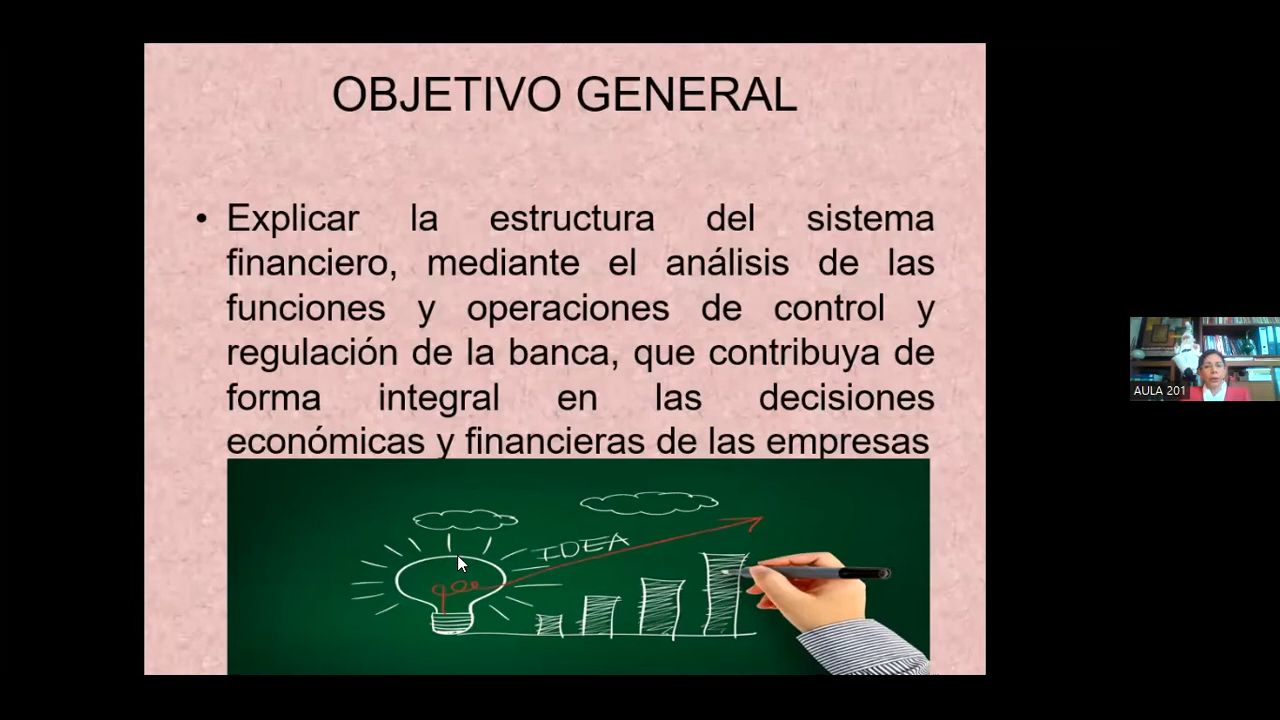 OBJETIVO GENERAL
• Explicar la estructura del sistema
financiero, mediante el análisis de las
funciones y operaciones de control y
regulación de la banca, que contribuya de
forma integral en las decisiones
económicas y financieras de las empresas
IDEA
AULA 201